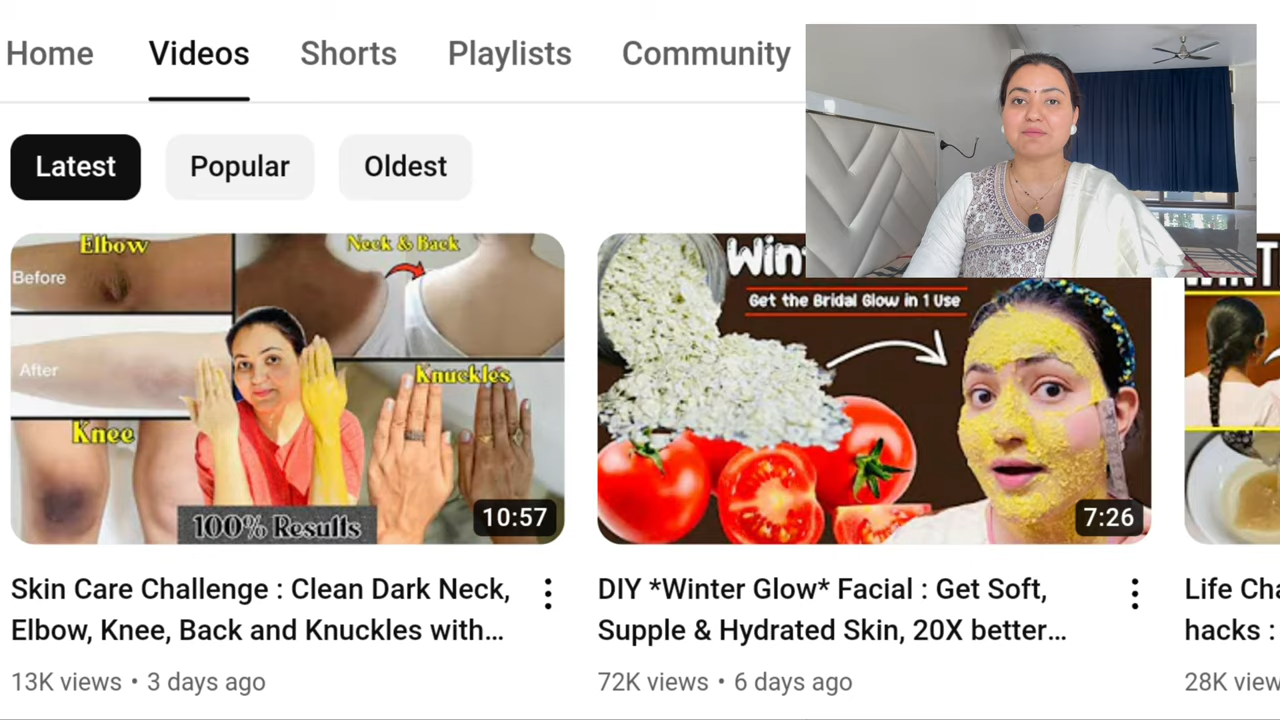 Home Videos Shorts Playlists Community
Latest Popular Oldest
Elbow
Neck & Back
Before
After
Knuckles
Knee
100% Results
10:57
Get the Bridal Glow in 1 Use
7:26
Skin Care Challenge : Clean Dark Neck,
Elbow, Knee, Back and Knuckles with...
13K views • 3 days ago
DIY *Winter Glow* Facial : Get Soft,
Supple & Hydrated Skin, 20X better...
72K views • 6 days ago
Life
hacks :
28K